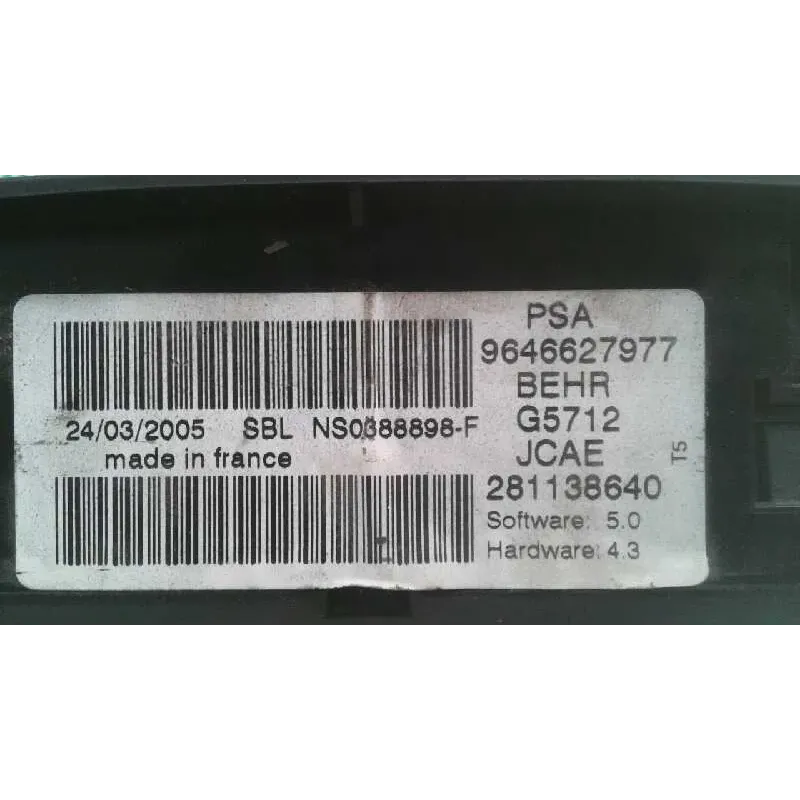 PSA
9646627977
BEHR
G5712
JCAE
281138640
Software: 5.0
Hardware: 4.3
T5
24/03/2005 SBL NS0388898-F
made in france